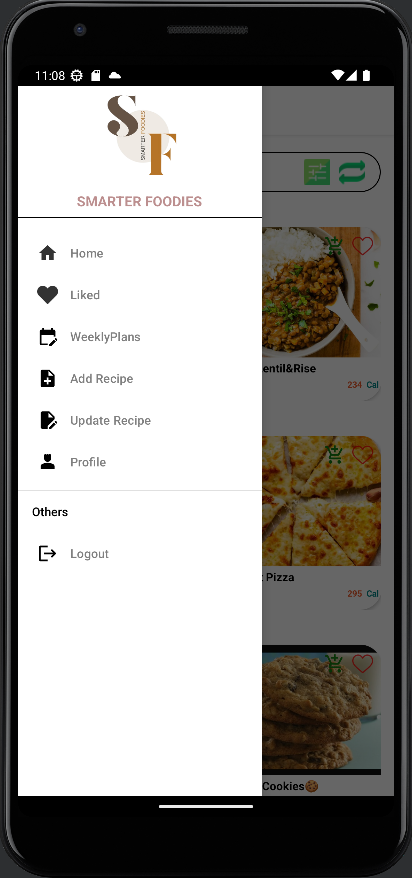 11:08
S
F
SMARTER FOODIES
SMARTER FOODIES
Home
Liked
WeeklyPlans
Add Recipe
Update Recipe
Profile
Others
Logout
entil&Rise
234 Cal
t Pizza
295 Cal
Cookies🍪